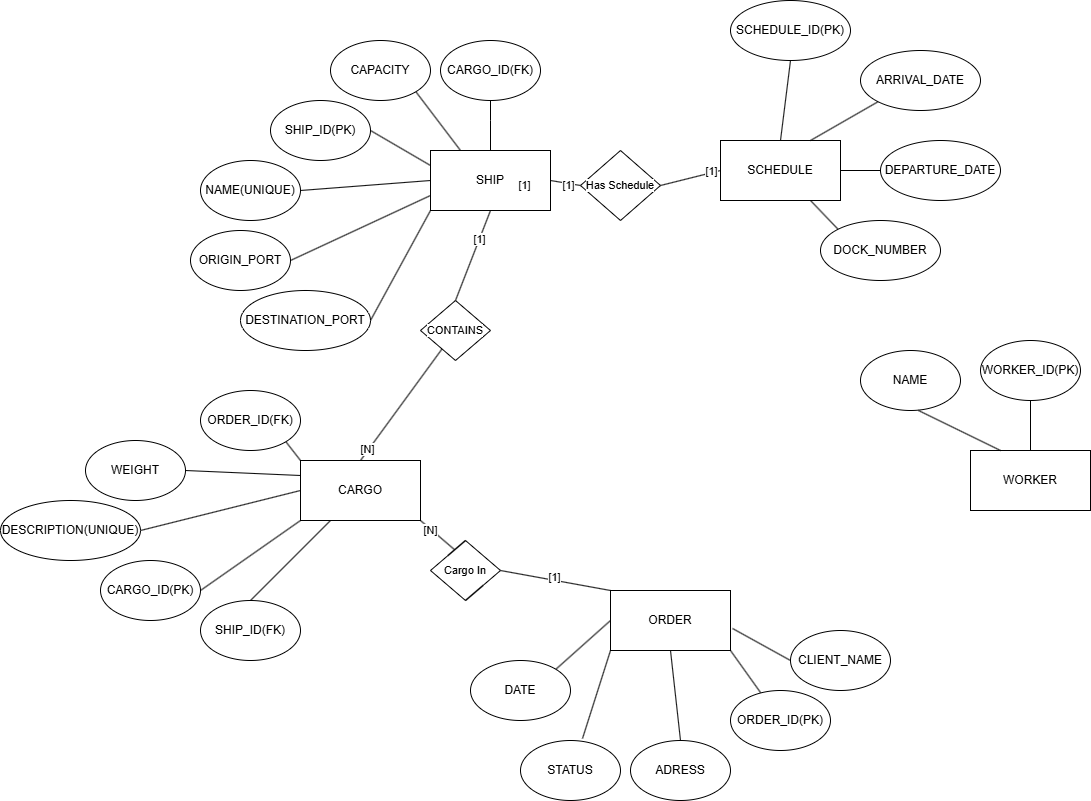 SCHEDULE_ID(PK)
CAPACITY
CARGO_ID(FK)
ARRIVAL_DATE
SHIP_ID(PK)
NAME(UNIQUE)
SHIP
[1]
[1]
Has Schedule
[1]
SCHEDULE
DEPARTURE_DATE
ORIGIN_PORT
[1]
DOCK_NUMBER
DESTINATION_PORT
CONTAINS
NAME
WORKER_ID(PK)
ORDER_ID(FK)
[N]
WEIGHT
CARGO
WORKER
DESCRIPTION(UNIQUE)
[N]
CARGO_ID(PK)
Cargo In
[1]
SHIP_ID(FK)
ORDER
CLIENT_NAME
DATE
ORDER_ID(PK)
STATUS
ADRESS